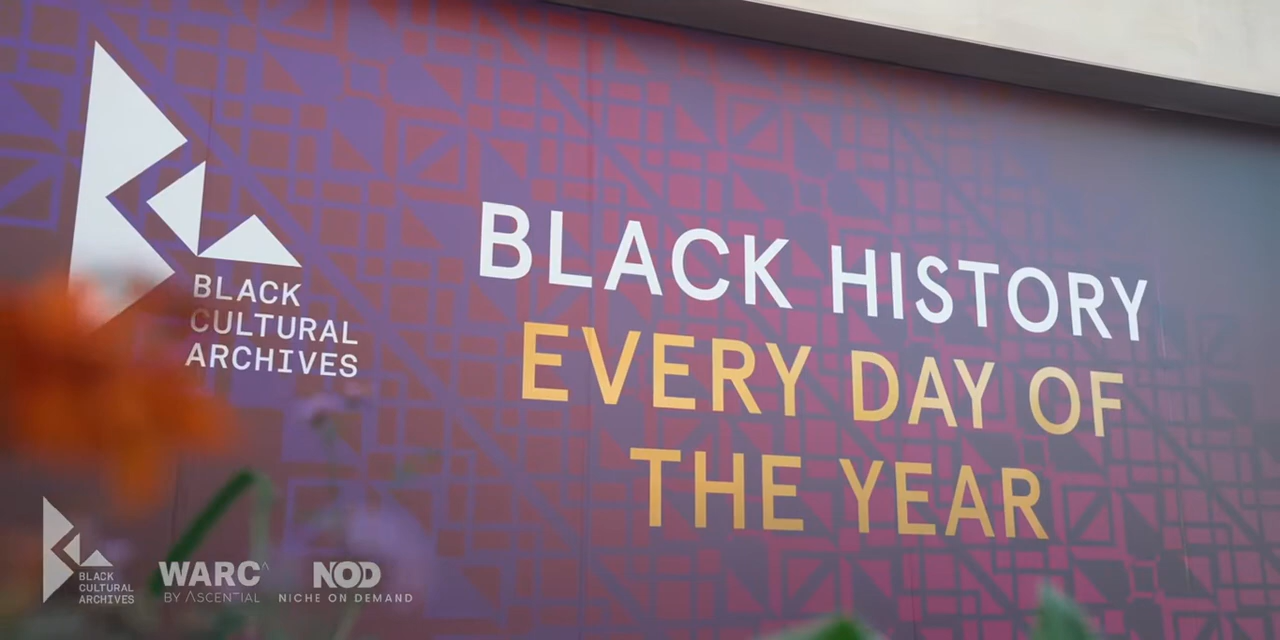 BLACK
CULTURAL
ARCHIVES
BLACK HISTORY
EVERY DAY OF
THE YEAR
BLACK
CULTURAL
ARCHIVES
WARC^
BY ASCENTIAL
NOD
NICHE ON DEMAND